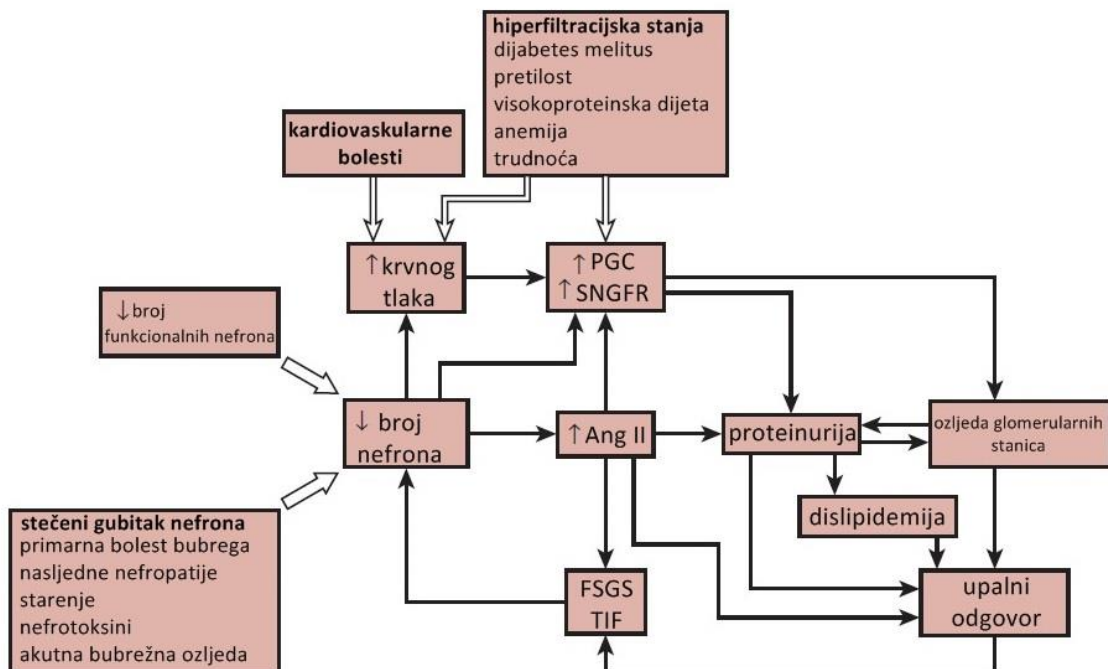 hiperfiltracijska stanja
dijabetes melitus
pretilost
visokoproteinska dijeta
anemija
trudnoća
kardiovaskularne
bolesti
↑ krvnog
tlaka
↑ PGC
↑ SNGFR
↓ broj
funkcionalnih nefrona
↓ broj
nefrona
↑ Ang II
proteinurija
ozljeda glomerularnih
stanica
dislipidemija
stečeni gubitak nefrona
primarna bolest bubrega
nasljedne nefropatije
starenje
nefrotoksini
akutna bubrežna ozljeda
FSGS
TIF
upalni
odgovor